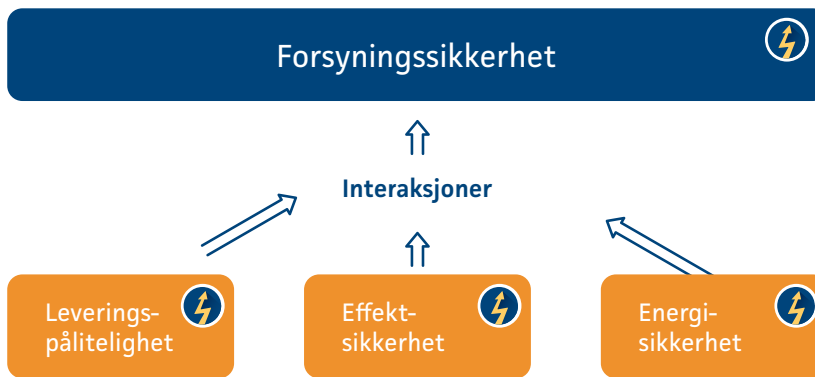 Forsyningssikkerhet
Interaksjoner
Leverings-
pålitelighet
Effekt-
sikkerhet
Energi-
sikkerhet